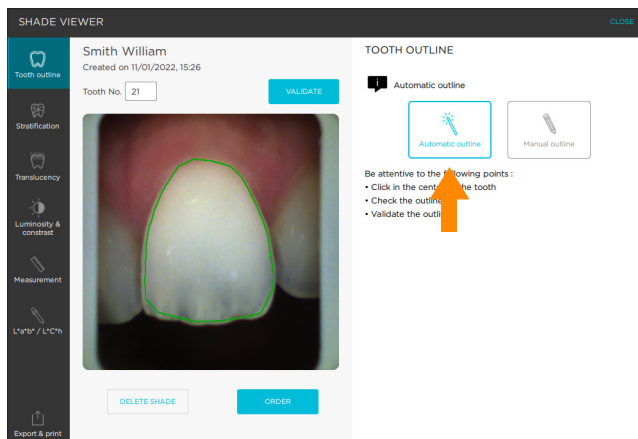 SHADE VIEWER
CLOSE
Tooth outline
Stratification
Translucency
Luminosity &
constrast
Measurement
L*a*b* / L*C*h
Export & print
Smith William
Created on 11/01/2022, 15:26
Tooth No. 21
VALIDATE
DELETE SHADE
ORDER
TOOTH OUTLINE
i
Automatic outline
Automatic outline
Manual outline
Be attentive to the following points :
• Click in the cent the tooth
• Check the outline
• Validate the outli